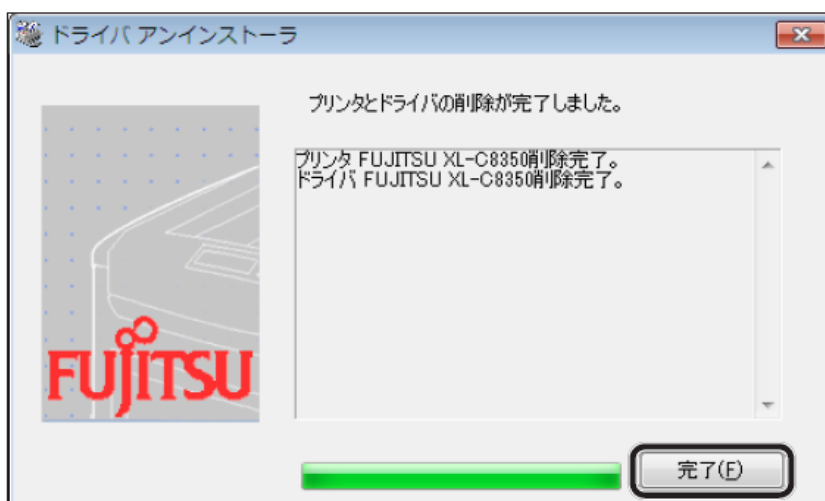 ドライバ アンインストーラ
プリンタとドライバの削除が完了しました。
プリンタ FUJITSU XL-C8350削除完了。
ドライバ FUJITSU XL-C8350削除完了。
FUJITSU
完了(F)